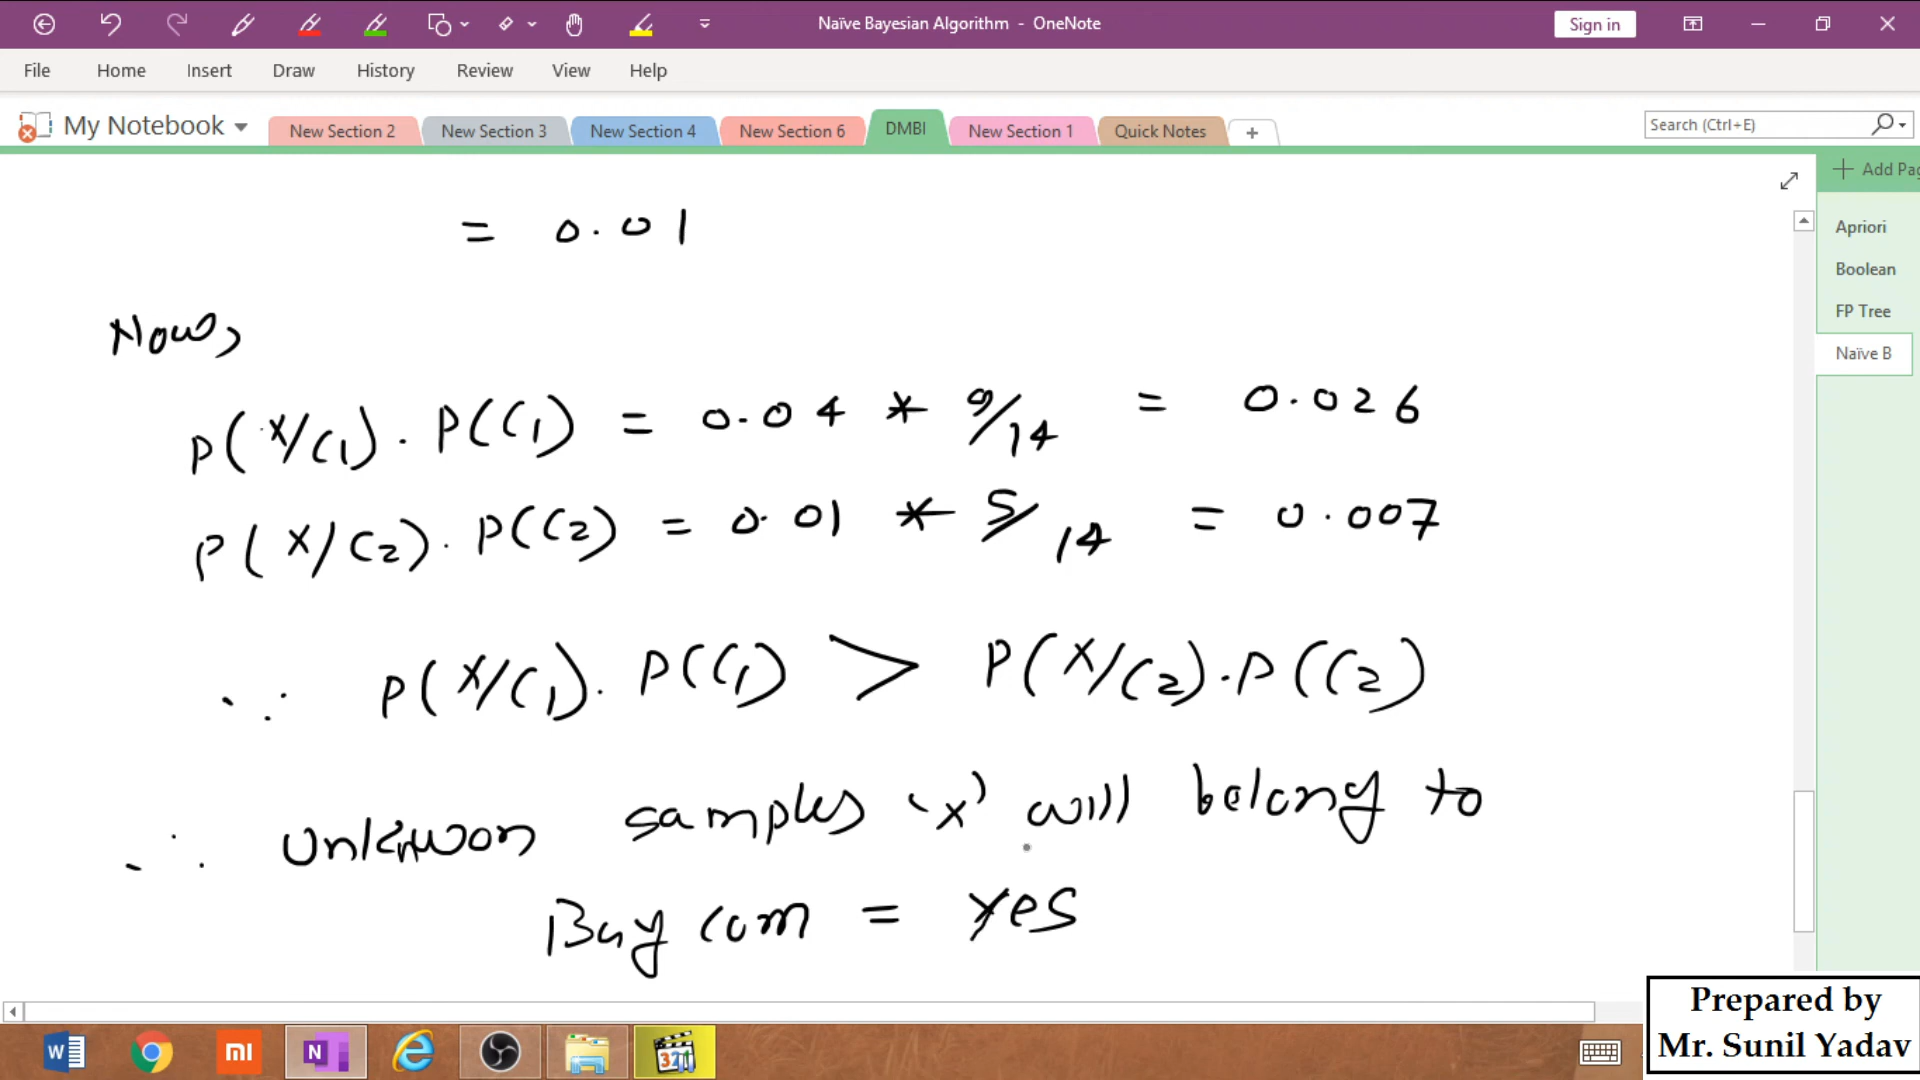 Naïve Bayesian Algorithm - OneNote
Sign in
File Home Insert Draw History Review View Help
My Notebook
New Section 2 New Section 3 New Section 4 New Section 6 DMBI New Section 1 Quick Notes +
Search (Ctrl+E)
Add Pag
Apriori
Boolean
FP Tree
Naïve B
= 0.01
Now,
P(X/C1) . P(C1) = 0.04 * 9/14 = 0.026
P(X/C2) . P(C2) = 0.01 * 5/14 = 0.007
∵ P(X/C1) . P(C1) > P(X/C2) . P(C2)
∴ unknwon samples 'x' will belong to
Buy com = Yes
Prepared by
Mr. Sunil Yadav
W
mi
N
321